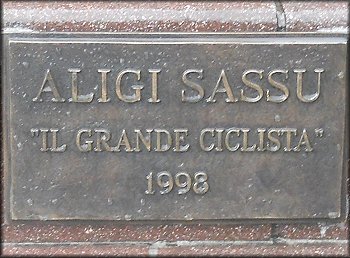 ALIGI SASSU
"IL GRANDE CICLISTA"
1998